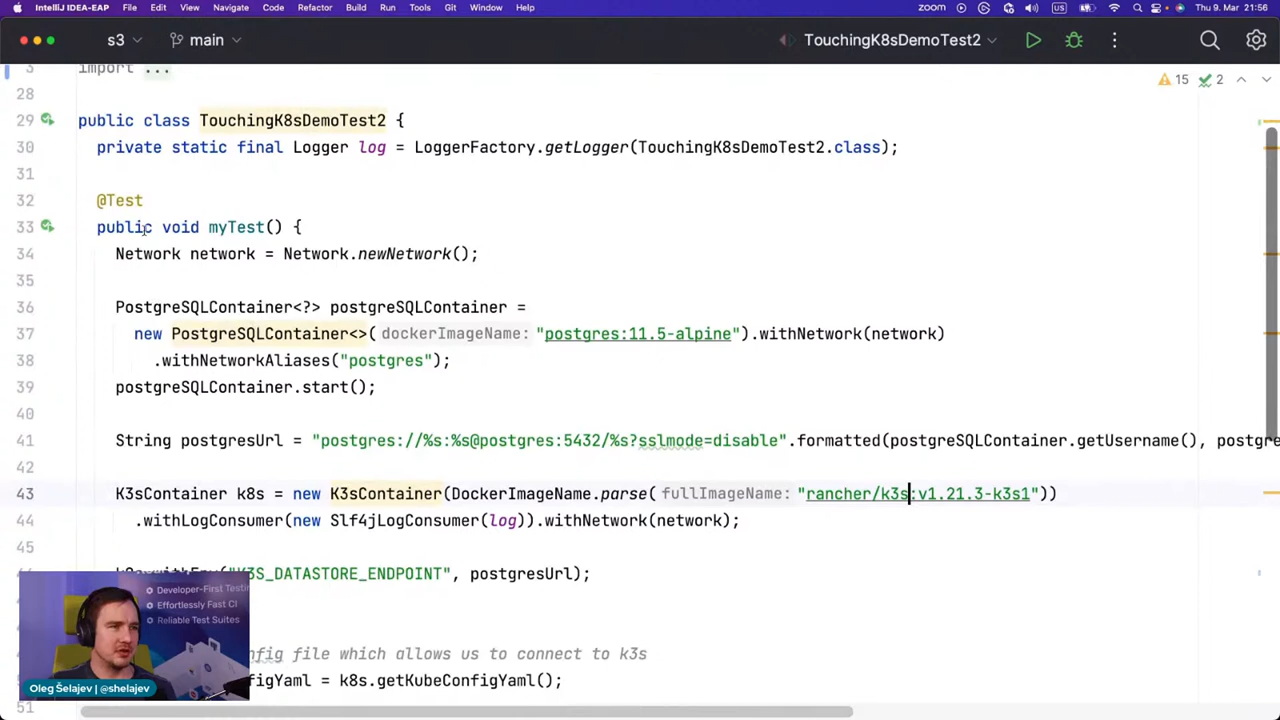 IntelliJ IDEA-EAP File Edit View Navigate Code Refactor Build Run Tools Git Window Help zoom Thu 9. Mar 21:56
s3 main TouchingK8sDemoTest2
3 import ... 15 2
28
29 public class TouchingK8sDemoTest2 {
30 private static final Logger log = LoggerFactory.getLogger(TouchingK8sDemoTest2.class);
31
32 @Test
33 public void myTest() {
34 Network network = Network.newNetwork();
35
36 PostgreSQLContainer<?> postgreSQLContainer =
37 new PostgreSQLContainer<>( dockerImageName: "postgres:11.5-alpine").withNetwork(network)
38 .withNetworkAliases("postgres");
39 postgreSQLContainer.start();
40
41 String postgresUrl = "postgres://%s:%s@postgres:5432/%s?sslmode=disable".formatted(postgreSQLContainer.getUsername(), postgre
42
43 K3sContainer k8s = new K3sContainer(DockerImageName.parse( fullImageName: "rancher/k3s:v1.21.3-k3s1"))
44 .withLogConsumer(new Slf4jLogConsumer(log)).withNetwork(network);
45
K3S_DATASTORE_ENDPOINT", postgresUrl);
file which allows us to connect to k3s
figYaml = k8s.getKubeConfigYaml();
51
Developer-First Testin
Effortlessly Fast CI
Reliable Test Suites
Oleg Šelajev | @shelajev